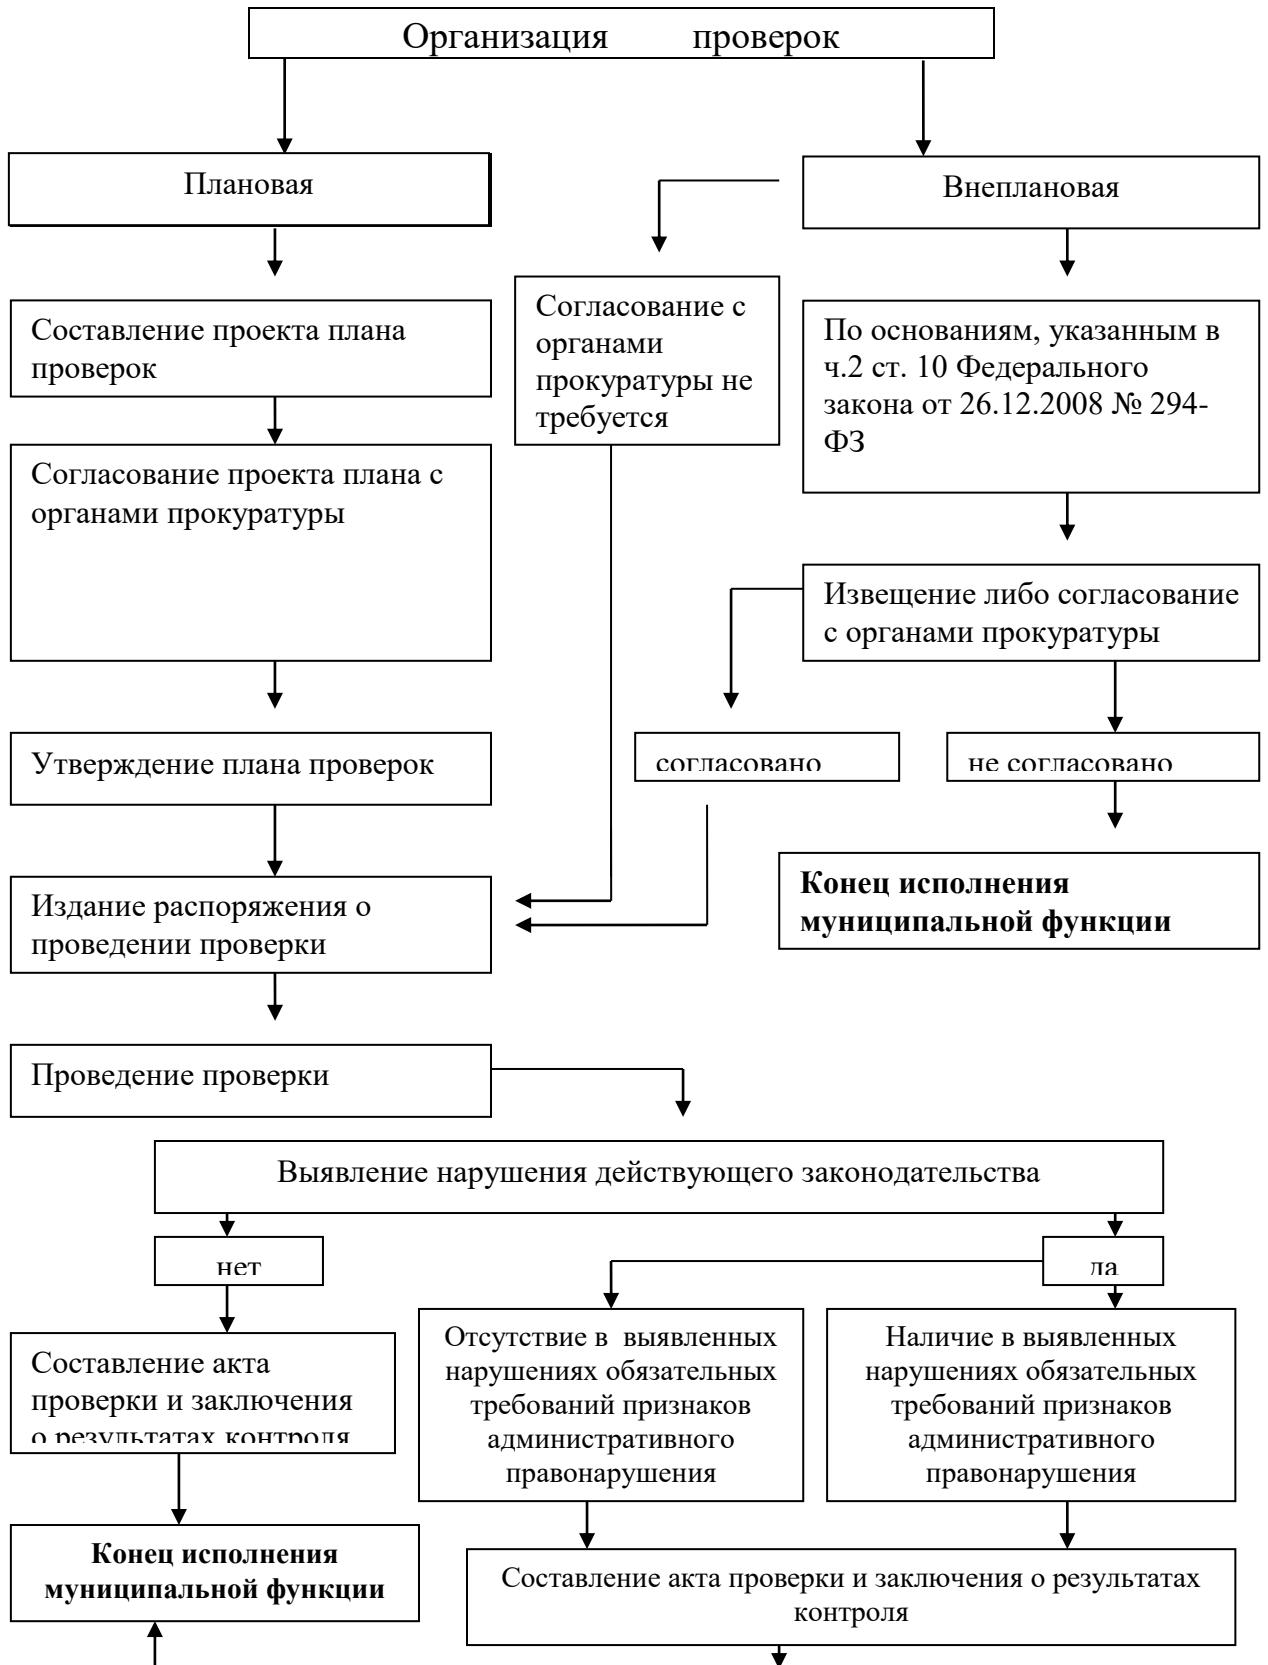 Организация проверок
Плановая
Внеплановая
Согласование с
органами
прокуратуры не
требуется
Составление проекта плана
проверок
По основаниям, указанным в
ч.2 ст. 10 Федерального
закона от 26.12.2008 № 294-
ФЗ
Согласование проекта плана с
органами прокуратуры
Извещение либо согласование
с органами прокуратуры
Утверждение плана проверок
согласовано
не согласовано
Конец исполнения
муниципальной функции
Издание распоряжения о
проведении проверки
Проведение проверки
Выявление нарушения действующего законодательства
нет
да
Составление акта
проверки и заключения
о результатах контроля
Отсутствие в выявленных
нарушениях обязательных
требований признаков
административного
правонарушения
Наличие в выявленных
нарушениях обязательных
требований признаков
административного
правонарушения
Конец исполнения
муниципальной функции
Составление акта проверки и заключения о результатах
контроля